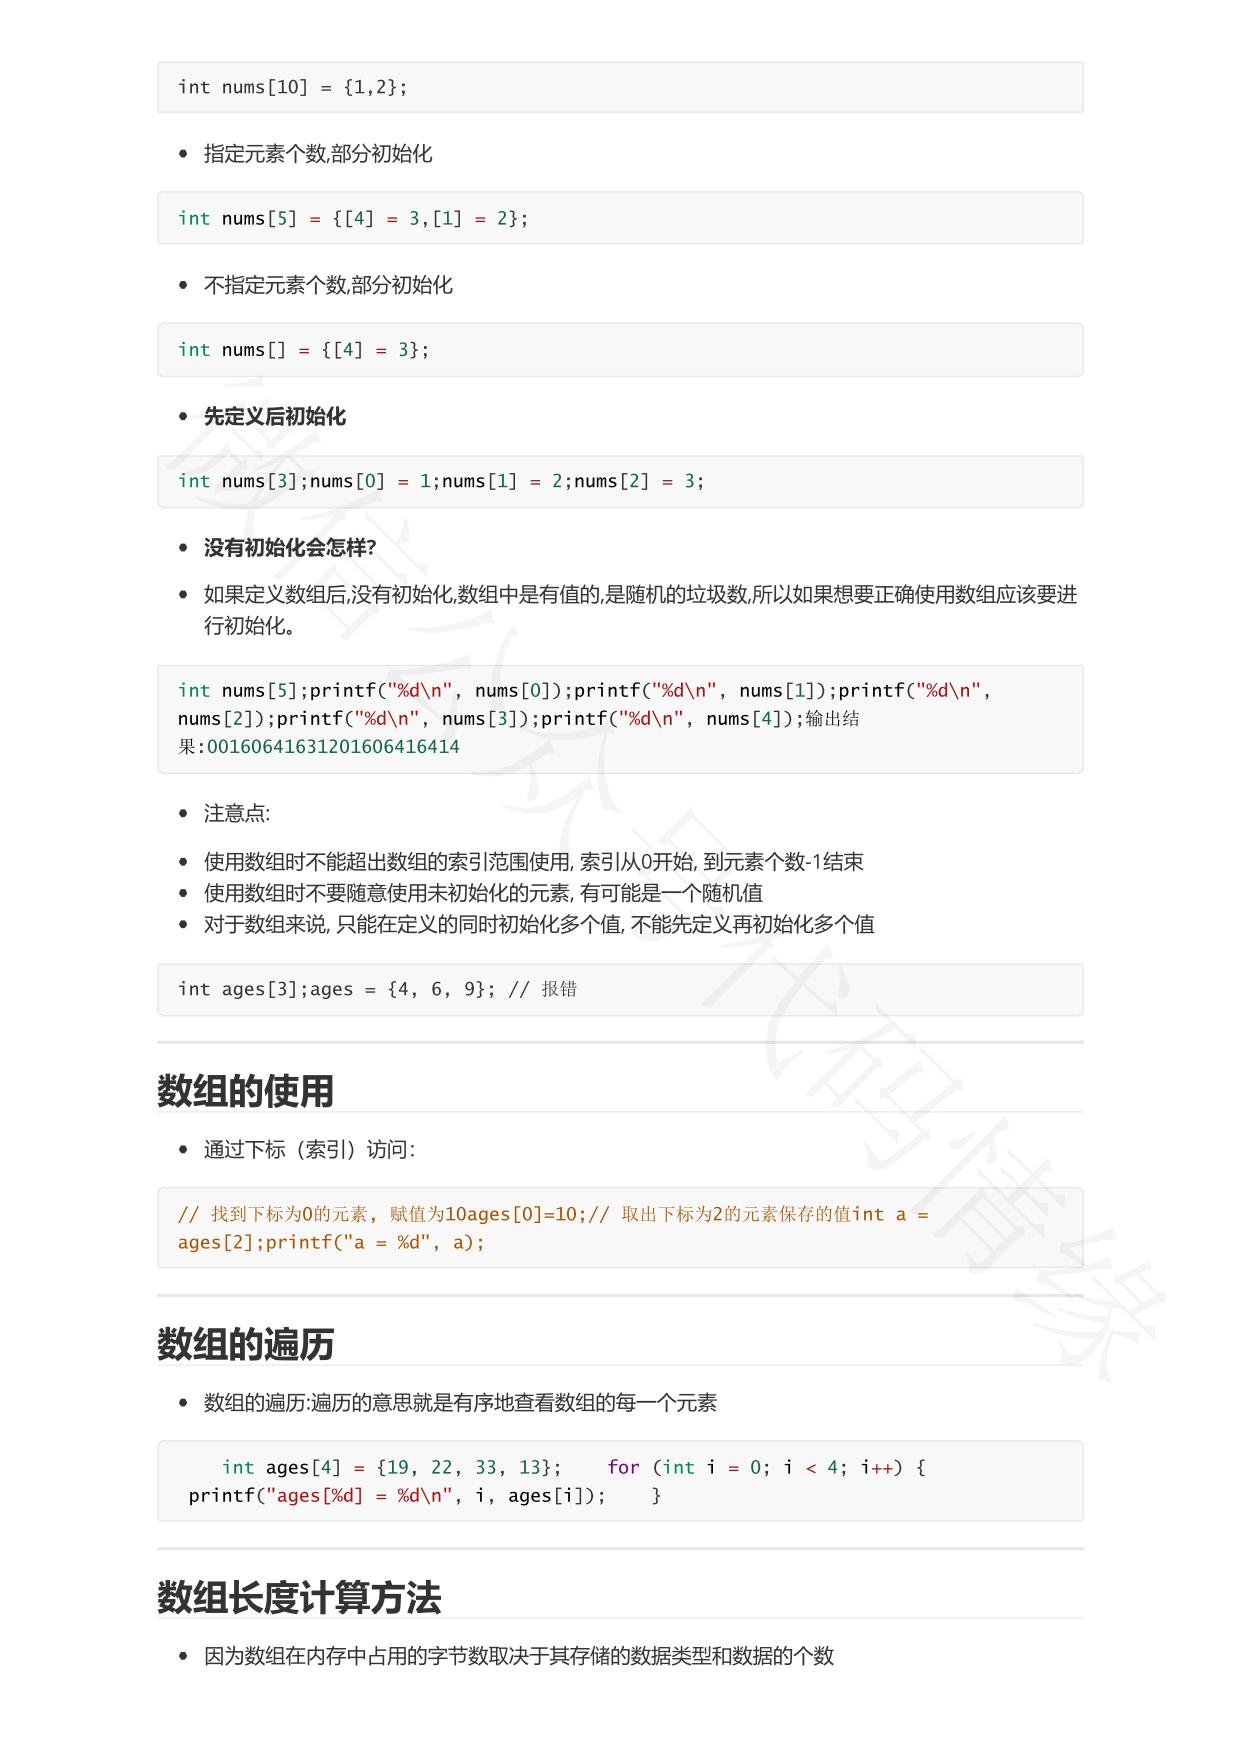 int nums[10] = {1,2};
• 指定元素个数,部分初始化
int nums[5] = {[4] = 3,[1] = 2};
• 不指定元素个数,部分初始化
int nums[] = {[4] = 3};
• 先定义后初始化
int nums[3];nums[0] = 1;nums[1] = 2;nums[2] = 3;
• 没有初始化会怎样?
• 如果定义数组后,没有初始化,数组中是有值的,是随机的垃圾数,所以如果想要正确使用数组应该要进
行初始化。
int nums[5];printf("%d\n", nums[0]);printf("%d\n", nums[1]);printf("%d\n",
nums[2]);printf("%d\n", nums[3]);printf("%d\n", nums[4]);输出结
果:00160641631201606416414
• 注意点:
• 使用数组时不能超出数组的索引范围使用, 索引从0开始, 到元素个数-1结束
• 使用数组时不要随意使用未初始化的元素, 有可能是一个随机值
• 对于数组来说, 只能在定义的同时初始化多个值, 不能先定义再初始化多个值
int ages[3];ages = {4, 6, 9}; // 报错
数组的使用
• 通过下标（索引）访问：
// 找到下标为0的元素, 赋值为10ages[0]=10;// 取出下标为2的元素保存的值int a =
ages[2];printf("a = %d", a);
数组的遍历
• 数组的遍历:遍历的意思就是有序地查看数组的每一个元素
int ages[4] = {19, 22, 33, 13};    for (int i = 0; i < 4; i++) {
printf("ages[%d] = %d\n", i, ages[i]);    }
数组长度计算方法
• 因为数组在内存中占用的字节数取决于其存储的数据类型和数据的个数
微信公众号代码情缘